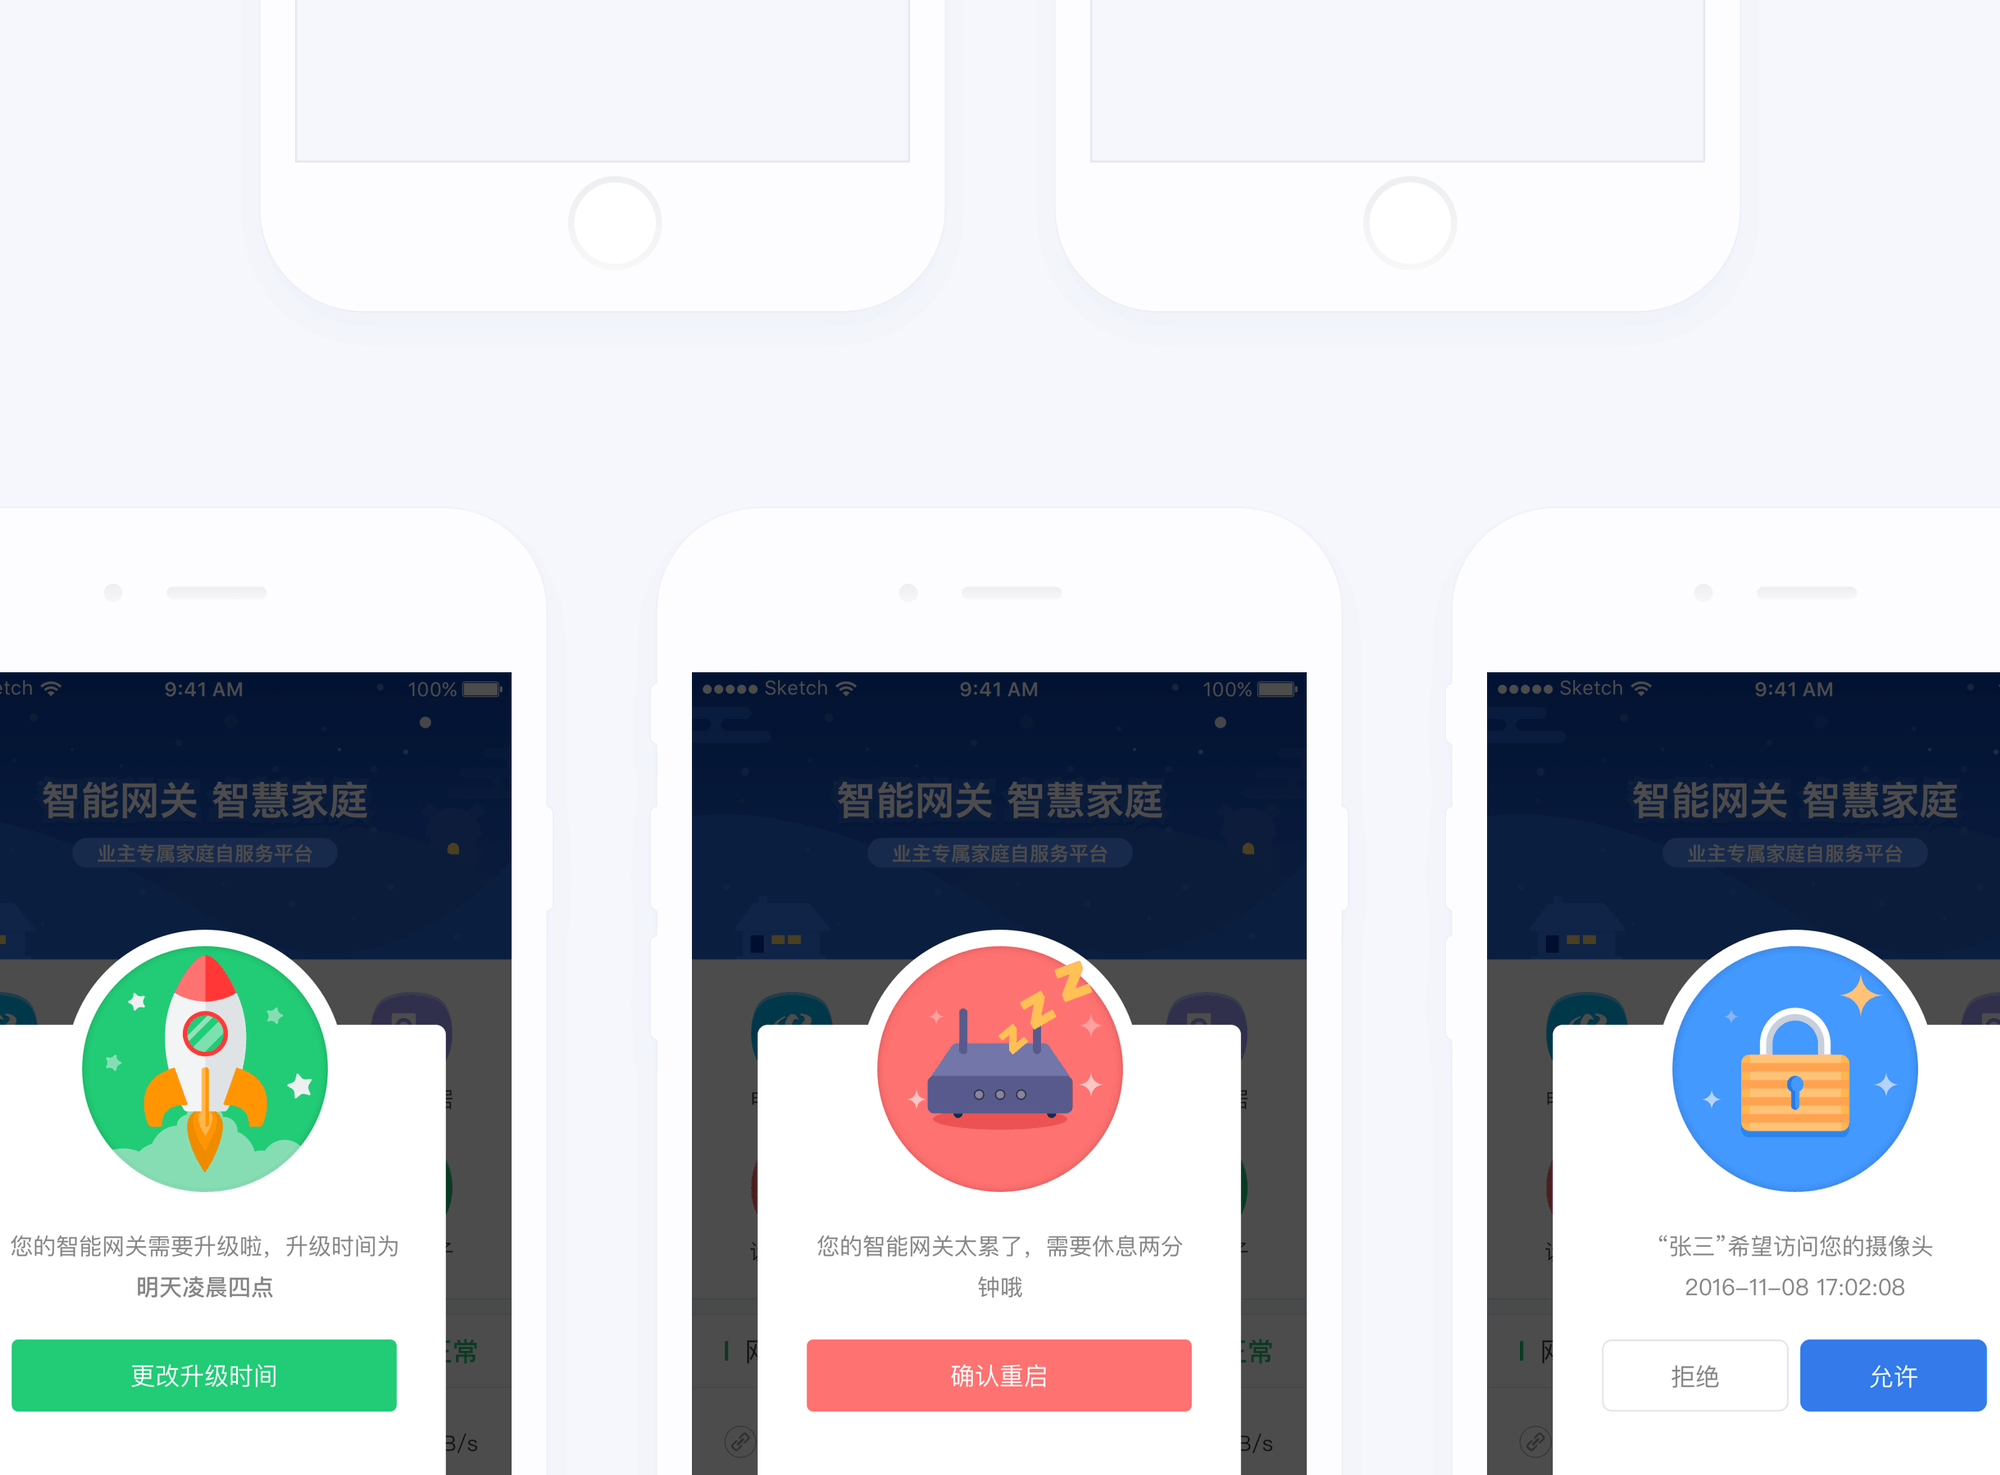 etch 9:41 AM 100%
智能网关 智慧家庭
业主专属家庭自服务平台
您的智能网关需要升级啦，升级时间为
明天凌晨四点
更改升级时间
常
B/s
Sketch 9:41 AM 100%
智能网关 智慧家庭
业主专属家庭自服务平台
您的智能网关太累了，需要休息两分
钟哦
确认重启
常
B/s
Sketch 9:41 AM
智能网关 智慧家庭
业主专属家庭自服务平台
“张三”希望访问您的摄像头
2016-11-08 17:02:08
拒绝 允许